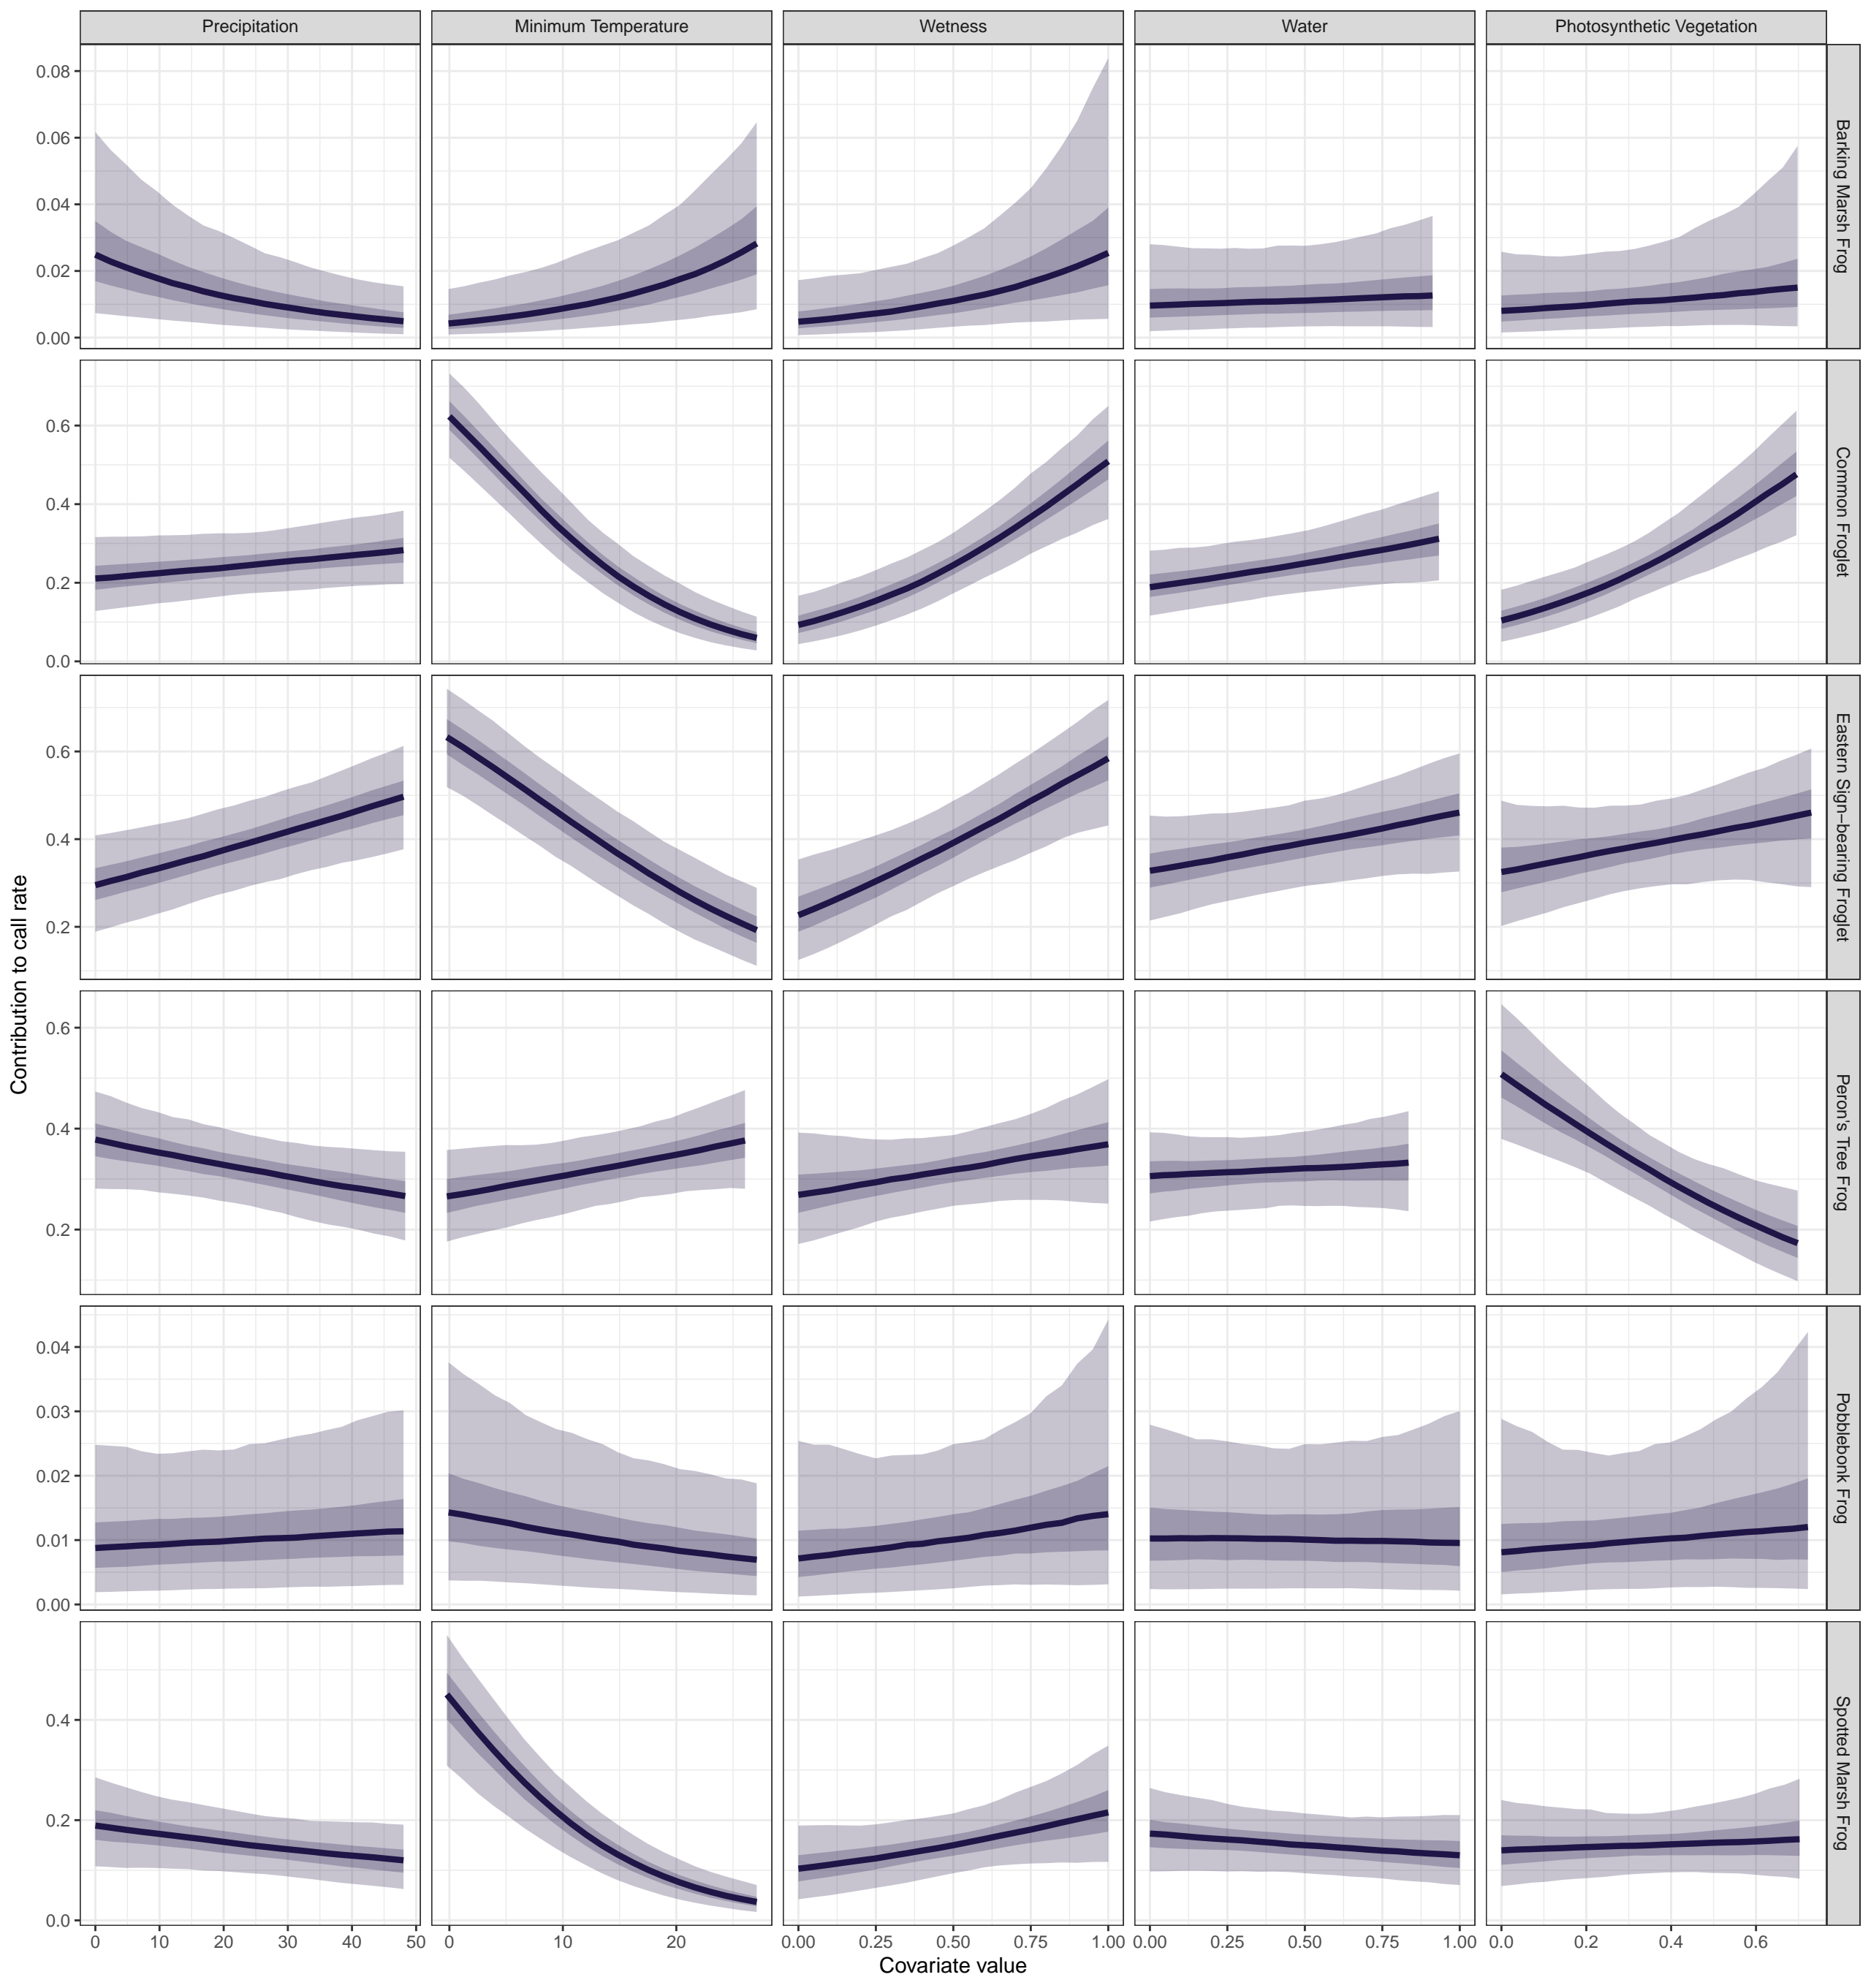 Precipitation Minimum Temperature Wetness Water Photosynthetic Vegetation
0.08
0.06
0.04
0.02
0.00
Barking Marsh Frog
0.6
0.4
0.2
0.0
Common Froglet
0.6
0.4
0.2
Eastern Sign−bearing Froglet
Contribution to call rate
0.6
0.4
0.2
Peron's Tree Frog
0.04
0.03
0.02
0.01
0.00
Pobblebonk Frog
0.4
0.2
0.0
Spotted Marsh Frog
0 10 20 30 40 50 0 10 20 0.00 0.25 0.50 0.75 1.00 0.00 0.25 0.50 0.75 1.00 0.0 0.2 0.4 0.6
Covariate value